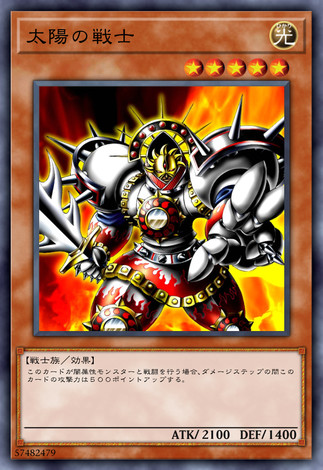 太陽の戦士
光
【戦士族／効果】
このカードが闇属性モンスターと戦闘を行う場合、ダメージステップの間こ
のカードの攻撃力は５００ポイントアップする。
ATK/ 2100 DEF/1400
57482479